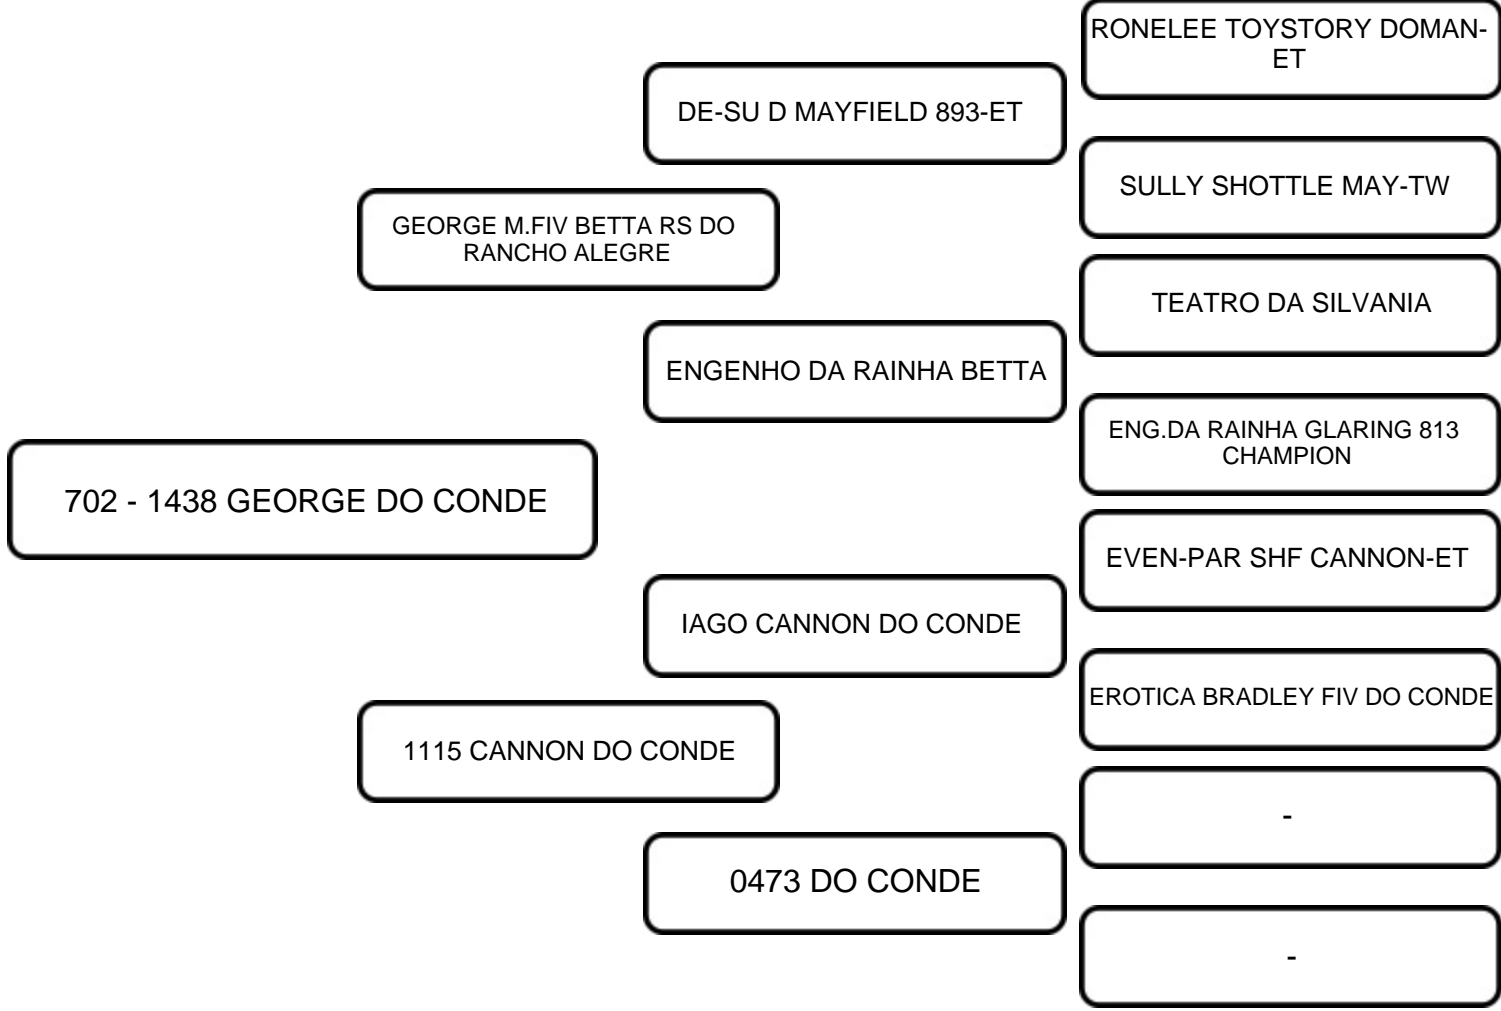 RONELEE TOYSTORY DOMAN-
ET
DE-SU D MAYFIELD 893-ET
SULLY SHOTTLE MAY-TW
GEORGE M.FIV BETTA RS DO
RANCHO ALEGRE
TEATRO DA SILVANIA
ENGENHO DA RAINHA BETTA
ENG.DA RAINHA GLARING 813
CHAMPION
702 - 1438 GEORGE DO CONDE
EVEN-PAR SHF CANNON-ET
IAGO CANNON DO CONDE
EROTICA BRADLEY FIV DO CONDE
1115 CANNON DO CONDE
-
0473 DO CONDE
-